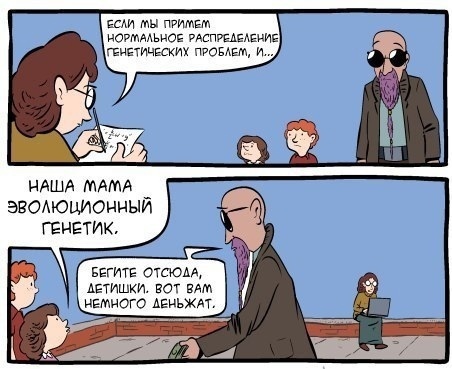 ЕСЛИ МЫ ПРИМЕМ
НОРМАЛЬНОЕ РАСПРЕДЕЛЕНИЕ
ГЕНЕТИЧЕСКИХ ПРОБЛЕМ, И...
НАША МАМА
ЭВОЛЮЦИОННЫЙ
ГЕНЕТИК.
БЕГИТЕ ОТСЮДА,
ДЕТИШКИ. ВОТ ВАМ
НЕМНОГО ДЕНЬЖАТ.